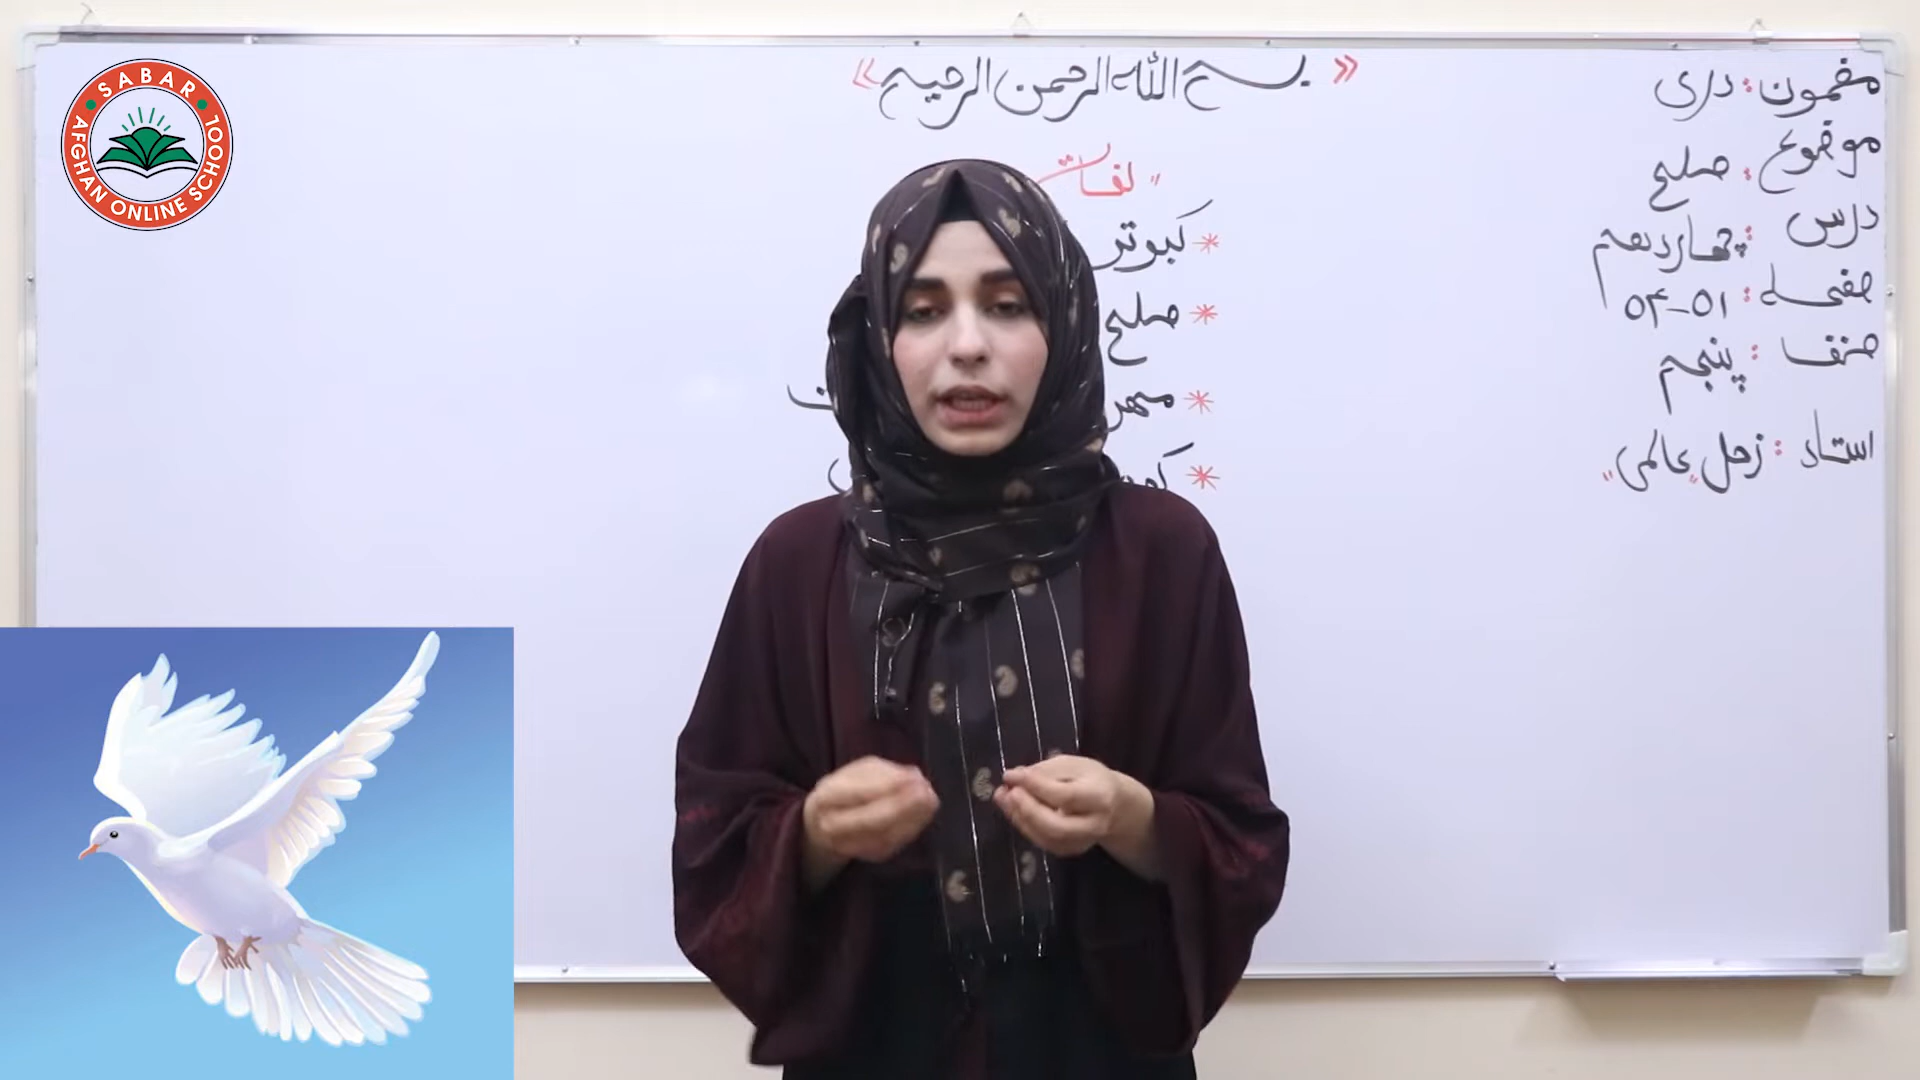 SABAR
AFGHAN ONLINE SCHOOL
« بسم الله الرحمن الرحیم »
مضمون: دری
موضوع: صلح
درس: چهاردهم
صفحه: ۵۱-۵۴
صنف: پنجم
استاد: زحل "عالمی"
" لغات
* کبوتر
* صلح
*
*